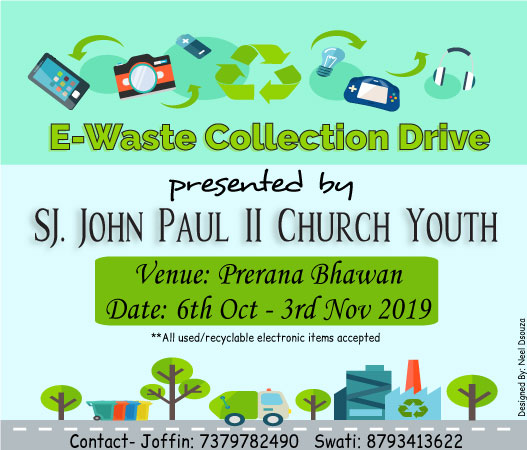 E-Waste Collection Drive
presented by
SJ. JOHN PAUL II CHURCH YOUTH
Venue: Prerana Bhawan
Date: 6th Oct - 3rd Nov 2019
**All used/recyclable electronic items accepted
Designed By: Neel Dsouza
Contact- Joffin: 7379782490 Swati: 8793413622